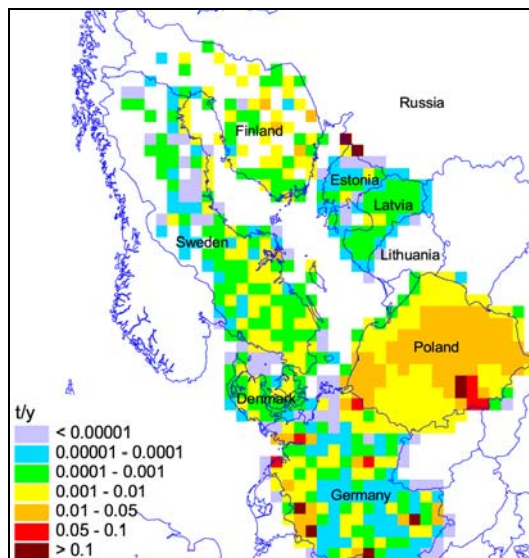 Russia
Finland
Estonia
Latvia
Sweden
Lithuania
Poland
Denmark
t/y
< 0.00001
0.00001 - 0.0001
0.0001 - 0.001
0.001 - 0.01
0.01 - 0.05
0.05 - 0.1
> 0.1
Germany